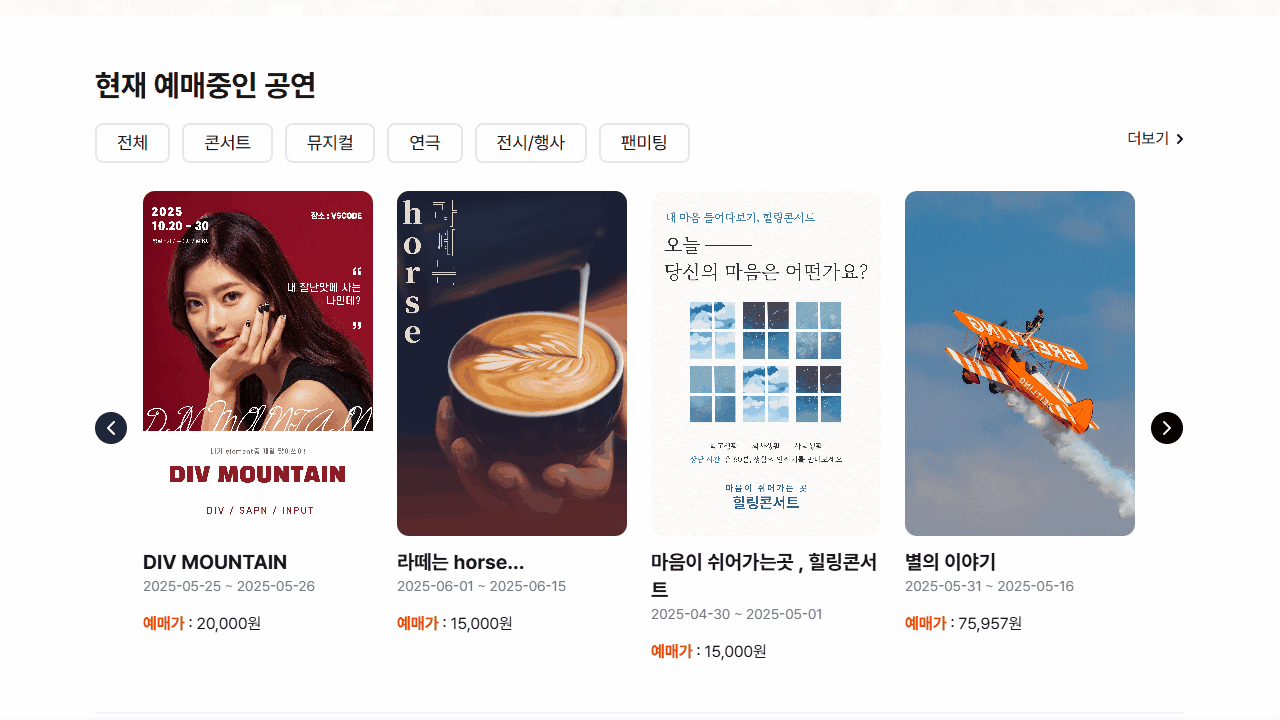 현재 예매중인 공연
전체
콘서트
뮤지컬
연극
전시/행사
팬미팅
더보기
2025
10.20 - 30
장소 : VSCODE
“
내 잘난맛에 사는
나민데?
”
DIV MOUNTAIN
DIV MOUNTAIN
DIV / SAPN / INPUT
horse
라떼는
내 마음 들여다보기, 힐링콘서트
오늘
당신의 마음은 어떤가요?
마음이 쉬어가는 곳
힐링콘서트
BREITLING
DIV MOUNTAIN
2025-05-25 ~ 2025-05-26
예매가 : 20,000원
라떼는 horse...
2025-06-01 ~ 2025-06-15
예매가 : 15,000원
마음이 쉬어가는곳 , 힐링콘서
트
2025-04-30 ~ 2025-05-01
예매가 : 15,000원
별의 이야기
2025-05-31 ~ 2025-05-16
예매가 : 75,957원